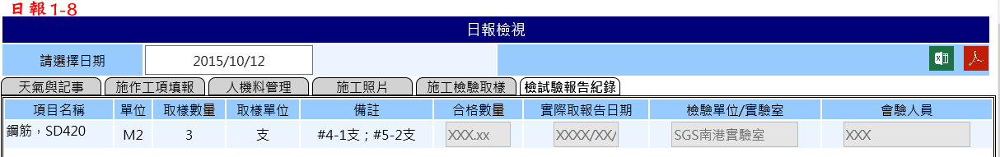 日報1-8
日報檢視
請選擇日期 2015/10/12
天氣與記事 施作工項填報 人機料管理 施工照片 施工檢驗取樣 檢試驗報告紀錄
項目名稱 單位 取樣數量 取樣單位 備註 合格數量 實際取報告日期 檢驗單位/實驗室 會驗人員
鋼筋，SD420 M2 3 支 #4-1支；#5-2支 XXX.xx XXXX/XX/ SGS南港實驗室 XXX